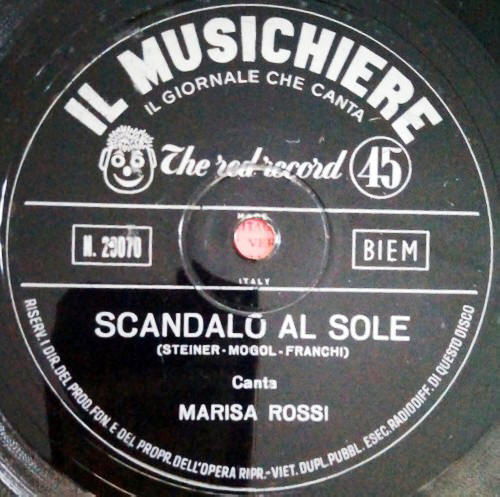 IL MUSICHIERE
IL GIORNALE CHE CANTA
The red record 45
MADE
ITALY
N. 20070 BIEM
SCANDALO AL SOLE
(STEINER-MOGOL-FRANCHI)
Canta
MARISA ROSSI
RISERV. I DIR. DEL PROD. FON. E DEL PROPR. DELL'OPERA RIPR.-VIET. DUPL. PUBBL. ESEC. RADIODIFF. DI QUESTO DISCO